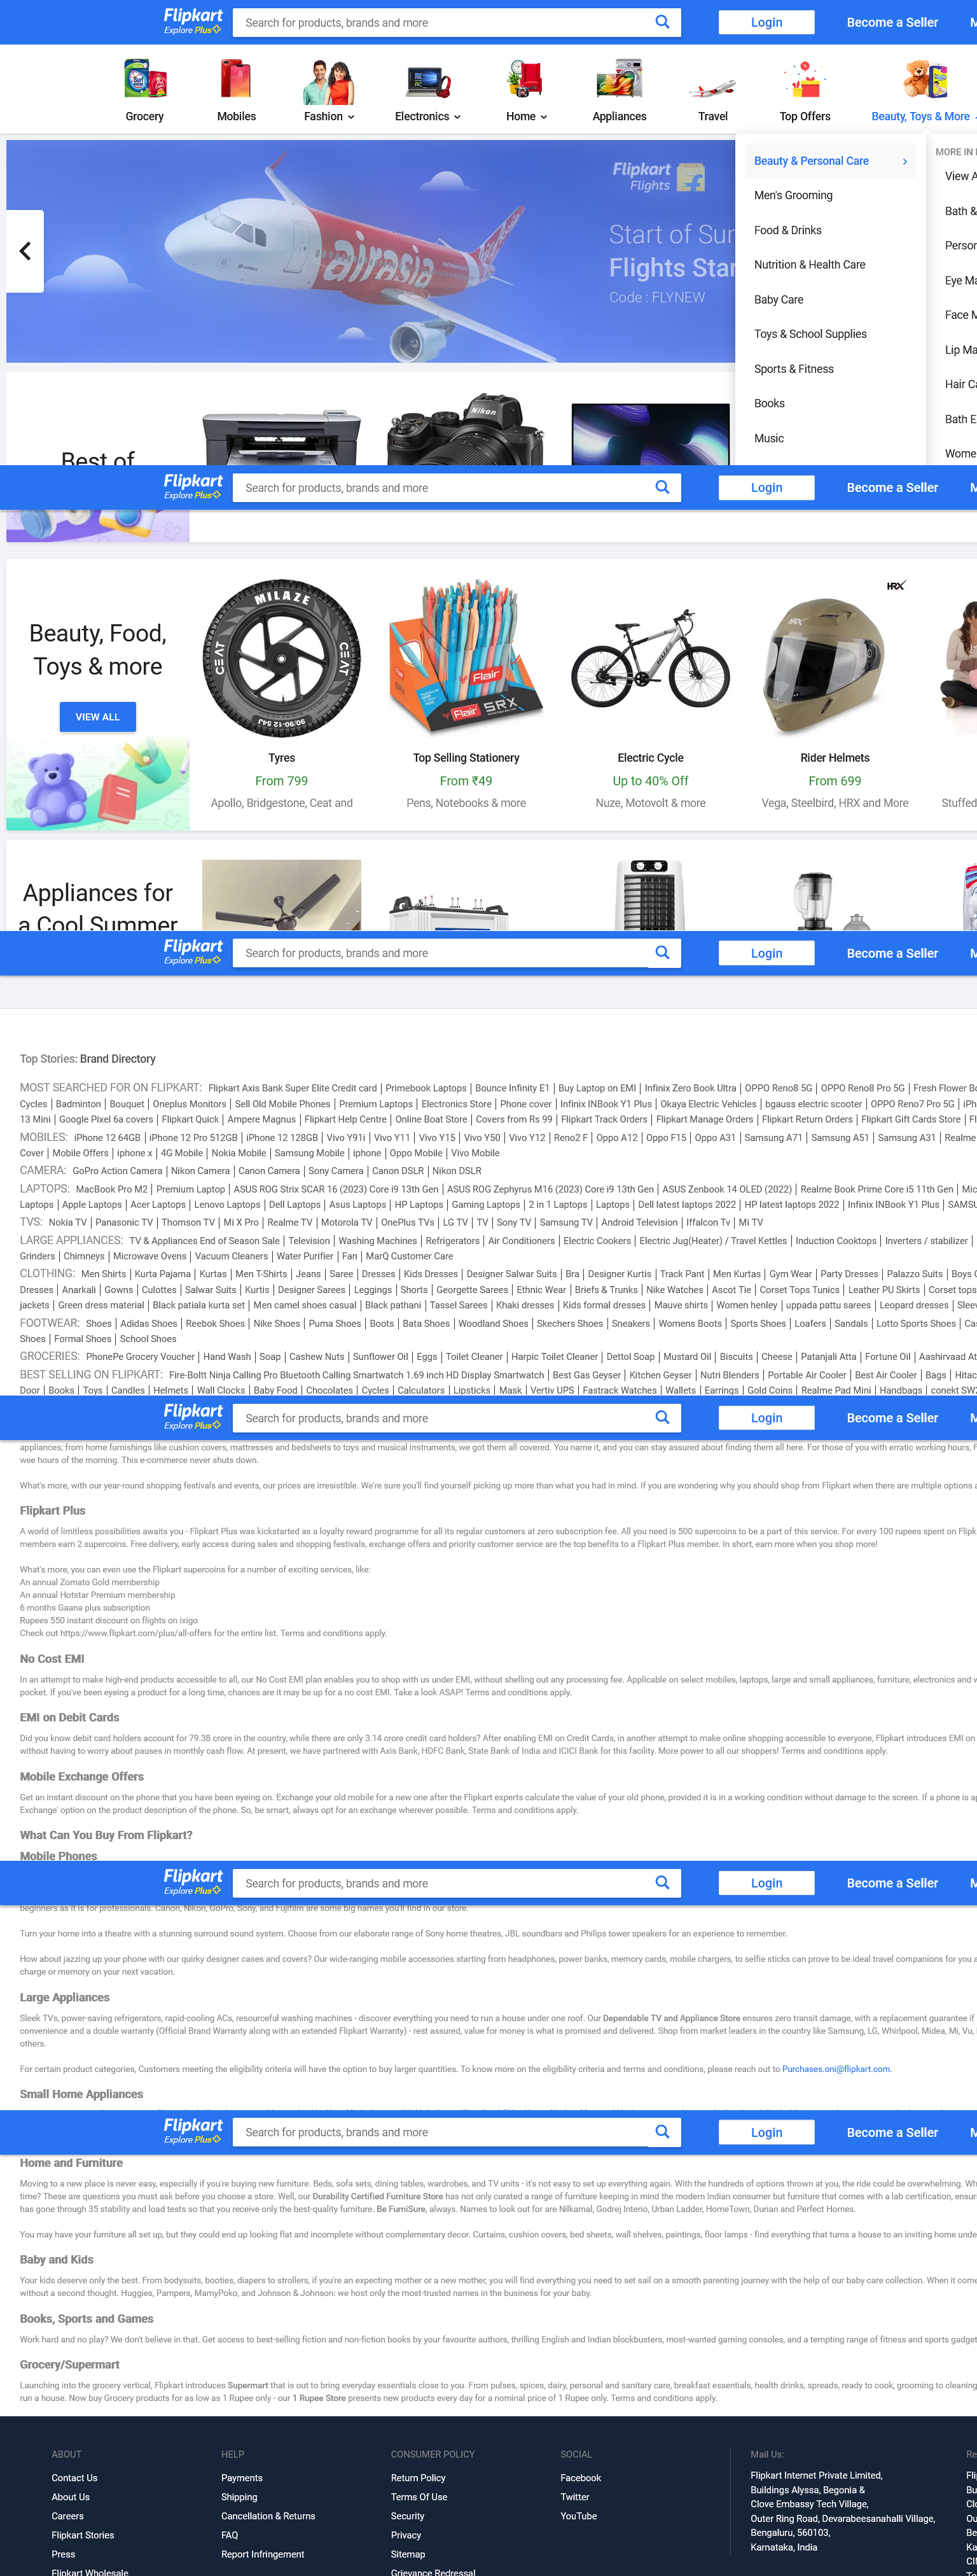 Flipkart
Explore Plus
Search for products, brands and more
Login
Become a Seller
Grocery
Mobiles
Fashion
Electronics
Home
Appliances
Travel
Top Offers
Beauty, Toys & More
Beauty & Personal Care
Men's Grooming
Food & Drinks
Nutrition & Health Care
Baby Care
Toys & School Supplies
Sports & Fitness
Books
Music
MORE IN
View
Bath &
Eye
Face
Lip
Hair
Bath
airasia
Flipkart
Flights
Start of
Flights
Code : FLYNEW
Best of
Nikon
Flipkart
Explore Plus
Search for products, brands and more
Login
Become a Seller
Beauty, Food,
Toys & more
VIEW ALL
MILAZE
CEAT
CEAT
90/90-12 54J
Flair
Flair
SRX
HRX
HRX
Tyres
From 799
Apollo, Bridgestone, Ceat and
Top Selling Stationery
From ₹49
Pens, Notebooks & more
Electric Cycle
Up to 40% Off
Nuze, Motovolt & more
Rider Helmets
From 699
Vega, Steelbird, HRX and More
Appliances for
a Cool Summer
Flipkart
Explore Plus
Search for products, brands and more
Login
Become a Seller
Top Stories: Brand Directory
MOST SEARCHED FOR ON FLIPKART: Flipkart Axis Bank Super Elite Credit card | Primebook Laptops | Bounce Infinity E1 | Buy Laptop on EMI | Infinix Zero Book Ultra | OPPO Reno8 5G | OPPO Reno8 Pro 5G | Fresh Flower
Cycles | Badminton | Bouquet | Oneplus Monitors | Sell Old Mobile Phones | Premium Laptops | Electronics Store | Phone cover | Infinix INBook Y1 Plus | Okaya Electric Vehicles | bgauss electric scooter | OPPO Reno7 Pro 5G |
13 Mini | Google Pixel 6a covers | Flipkart Quick | Ampere Magnus | Flipkart Help Centre | Online Boat Store | Covers from Rs 99 | Flipkart Track Orders | Flipkart Manage Orders | Flipkart Return Orders | Flipkart Gift Cards Store |
MOBILES: iPhone 12 64GB | iPhone 12 Pro 512GB | iPhone 12 128GB | Vivo Y91i | Vivo Y11 | Vivo Y15 | Vivo Y50 | Vivo Y12 | Reno2 F | Oppo A12 | Oppo F15 | Oppo A31 | Samsung A71 | Samsung A51 | Samsung A31 | Realme
Cover | Mobile Offers | iphone x | 4G Mobile | Nokia Mobile | Samsung Mobile | iphone | Oppo Mobile | Vivo Mobile
CAMERA: GoPro Action Camera | Nikon Camera | Canon Camera | Sony Camera | Canon DSLR | Nikon DSLR
LAPTOPS: MacBook Pro M2 | Premium Laptop | ASUS ROG Strix SCAR 16 (2023) Core i9 13th Gen | ASUS ROG Zephyrus M16 (2023) Core i9 13th Gen | ASUS Zenbook 14 OLED (2022) | Realme Book Prime Core i5 11th Gen |
Laptops | Apple Laptops | Acer Laptops | Lenovo Laptops | Dell Laptops | Asus Laptops | HP Laptops | Gaming Laptops | 2 in 1 Laptops | Laptops | Dell latest laptops 2022 | HP latest laptops 2022 | Infinix INBook Y1 Plus |
TVS: Nokia TV | Panasonic TV | Thomson TV | Mi X Pro | Realme TV | Motorola TV | OnePlus TVs | LG TV | TV | Sony TV | Samsung TV | Android Television | Iffalcon Tv | Mi TV
LARGE APPLIANCES: TV & Appliances End of Season Sale | Television | Washing Machines | Refrigerators | Air Conditioners | Electric Cookers | Electric Jug(Heater) / Travel Kettles | Induction Cooktops | Inverters / stabilizer |
Grinders | Chimneys | Microwave Ovens | Vacuum Cleaners | Water Purifier | Fan | MarQ Customer Care
CLOTHING: Men Shirts | Kurta Pajama | Kurtas | Men T-Shirts | Jeans | Saree | Dresses | Kids Dresses | Designer Salwar Suits | Bra | Designer Kurtis | Track Pant | Men Kurtas | Gym Wear | Party Dresses | Palazzo Suits | Boys
Dresses | Anarkali | Gowns | Culottes | Salwar Suits | Kurtis | Designer Sarees | Leggings | Shorts | Georgette Sarees | Ethnic Wear | Briefs & Trunks | Nike Watches | Ascot Tie | Corset Tops Tunics | Leather PU Skirts | Corset tops
jackets | Green dress material | Black patiala kurta set | Men camel shoes casual | Black pathani | Tassel Sarees | Khaki dresses | Kids formal dresses | Mauve shirts | Women henley | uppada pattu sarees | Leopard dresses |
FOOTWEAR: Shoes | Adidas Shoes | Reebok Shoes | Nike Shoes | Puma Shoes | Boots | Bata Shoes | Woodland Shoes | Skechers Shoes | Sneakers | Womens Boots | Sports Shoes | Loafers | Sandals | Lotto Sports Shoes |
Shoes | Formal Shoes | School Shoes
GROCERIES: PhonePe Grocery Voucher | Hand Wash | Soap | Cashew Nuts | Sunflower Oil | Eggs | Toilet Cleaner | Harpic Toilet Cleaner | Dettol Soap | Mustard Oil | Biscuits | Cheese | Patanjali Atta | Fortune Oil | Aashirvaad
BEST SELLING ON FLIPKART: Fire-Boltt Ninja Calling Pro Bluetooth Calling Smartwatch 1.69 inch HD Display Smartwatch | Best Gas Geyser | Kitchen Geyser | Nutri Blenders | Portable Air Cooler | Best Air Cooler | Bags |
Door | Books | Toys | Candles | Helmets | Wall Clocks | Baby Food | Chocolates | Cycles | Calculators | Lipsticks | Mask | Vertiv UPS | Fastrack Watches | Wallets | Earrings | Gold Coins | Realme Pad Mini | Handbags | conekt
Flipkart
Explore Plus
Search for products, brands and more
Login
Become a Seller
appliances; from home furnishings like cushion covers, mattresses and bedsheets to toys and musical instruments, we got them all covered. You name it, and you can stay assured about finding them all here. For those of you with erratic working hours,
wee hours of the morning. This e-commerce never shuts down.
What's more, with our year-round shopping festivals and events, our prices are irresistible. We're sure you'll find yourself picking up more than what you had in mind. If you are wondering why you should shop from Flipkart when there are multiple options
Flipkart Plus
A world of limitless possibilities awaits you - Flipkart Plus was kickstarted as a loyalty reward programme for all its regular customers at zero subscription fee. All you need is 500 supercoins to be a part of this service. For every 100 rupees spent on
members earn 2 supercoins. Free delivery, early access during sales and shopping festivals, exchange offers and priority customer service are the top benefits to a Flipkart Plus member. In short, earn more when you shop more!
What's more, you can even use the Flipkart supercoins for a number of exciting services, like:
An annual Zomato Gold membership
An annual Hotstar Premium membership
6 months Gaana plus subscription
Rupees 550 instant discount on flights on ixigo
Check out https://www.flipkart.com/plus/all-offers for the entire list. Terms and conditions apply.
No Cost EMI
In an attempt to make high-end products accessible to all, our No Cost EMI plan enables you to shop with us under EMI, without shelling out any processing fee. Applicable on select mobiles, laptops, large and small appliances, furniture, electronics and
pocket. If you've been eyeing a product for a long time, chances are it may be up for a no cost EMI. Take a look ASAP! Terms and conditions apply.
EMI on Debit Cards
Did you know debit card holders account for 79.38 crore in the country, while there are only 3.14 crore credit card holders? After enabling EMI on Credit Cards, in another attempt to make online shopping accessible to everyone, Flipkart introduces EMI on
without having to worry about pauses in monthly cash flow. At present, we have partnered with Axis Bank, HDFC Bank, State Bank of India and ICICI Bank for this facility. More power to all our shoppers! Terms and conditions apply.
Mobile Exchange Offers
Get an instant discount on the phone that you have been eyeing on. Exchange your old mobile for a new one after the Flipkart experts calculate the value of your old phone, provided it is in a working condition without damage to the screen. If a phone is
Exchange' option on the product description of the phone. So, be smart, always opt for an exchange wherever possible. Terms and conditions apply.
What Can You Buy From Flipkart?
Mobile Phones
Flipkart
Explore Plus
Search for products, brands and more
Login
Become a Seller
beginners as it is for professionals. Canon, Nikon, GoPro, Sony, and Fujifilm are some big names you'll find in our store.
Turn your home into a theatre with a stunning surround sound system. Choose from our elaborate range of Sony home theatres, JBL soundbars and Philips tower speakers for an experience to remember.
How about jazzing up your phone with our quirky designer cases and covers? Our wide-ranging mobile accessories starting from headphones, power banks, memory cards, mobile chargers, to selfie sticks can prove to be ideal travel companions for you
charge or memory on your next vacation.
Large Appliances
Sleek TVs, power-saving refrigerators, rapid-cooling ACs, resourceful washing machines - discover everything you need to run a house under one roof. Our Dependable TV and Appliance Store ensures zero transit damage, with a replacement guarantee if
convenience and a double warranty (Official Brand Warranty along with an extended Flipkart Warranty) - rest assured, value for money is what is promised and delivered. Shop from market leaders in the country like Samsung, LG, Whirlpool, Midea, Mi, Vu,
others.
For certain product categories, Customers meeting the eligibility criteria will have the option to buy larger quantities. To know more on the eligibility criteria and terms and conditions, please reach out to Purchases.oni@flipkart.com.
Small Home Appliances
Flipkart
Explore Plus
Search for products, brands and more
Login
Become a Seller
Home and Furniture
Moving to a new place is never easy, especially if you're buying new furniture. Beds, sofa sets, dining tables, wardrobes, and TV units - it's not easy to set up everything again. With the hundreds of options thrown at you, the ride could be overwhelming.
time? These are questions you must ask before you choose a store. Well, our Durability Certified Furniture Store has not only curated a range of furniture keeping in mind the modern Indian consumer but furniture that comes with a lab certification,
has gone through 35 stability and load tests so that you receive only the best-quality furniture. Be FurniSure, always. Names to look out for are Nilkamal, Godrej Interio, Urban Ladder, HomeTown, Durian and Perfect Homes.
You may have your furniture all set up, but they could end up looking flat and incomplete without complementary decor. Curtains, cushion covers, bed sheets, wall shelves, paintings, floor lamps - find everything that turns a house to an inviting home
Baby and Kids
Your kids deserve only the best. From bodysuits, booties, diapers to strollers, if you're an expecting mother or a new mother, you will find everything you need to set sail on a smooth parenting journey with the help of our baby care collection. When it
without a second thought. Huggies, Pampers, MamyPoko, and Johnson & Johnson: we host only the most-trusted names in the business for your baby.
Books, Sports and Games
Work hard and no play? We don't believe in that. Get access to best-selling fiction and non-fiction books by your favourite authors, thrilling English and Indian blockbusters, most-wanted gaming consoles, and a tempting range of fitness and sports
Grocery/Supermart
Launching into the grocery vertical, Flipkart introduces Supermart that is out to bring everyday essentials close to you. From pulses, spices, dairy, personal and sanitary care, breakfast essentials, health drinks, spreads, ready to cook, grooming to cleaning
run a house. Now buy Grocery products for as low as 1 Rupee only - our 1 Rupee Store presents new products every day for a nominal price of 1 Rupee only. Terms and conditions apply.
ABOUT
Contact Us
About Us
Careers
Flipkart Stories
Press
Flipkart Wholesale
HELP
Payments
Shipping
Cancellation & Returns
FAQ
Report Infringement
CONSUMER POLICY
Return Policy
Terms Of Use
Security
Privacy
Sitemap
Grievance Redressal
SOCIAL
Facebook
Twitter
YouTube
Mail Us:
Flipkart Internet Private Limited,
Buildings Alyssa, Begonia &
Clove Embassy Tech Village,
Outer Ring Road, Devarabeesanahalli Village,
Bengaluru, 560103,
Karnataka, India